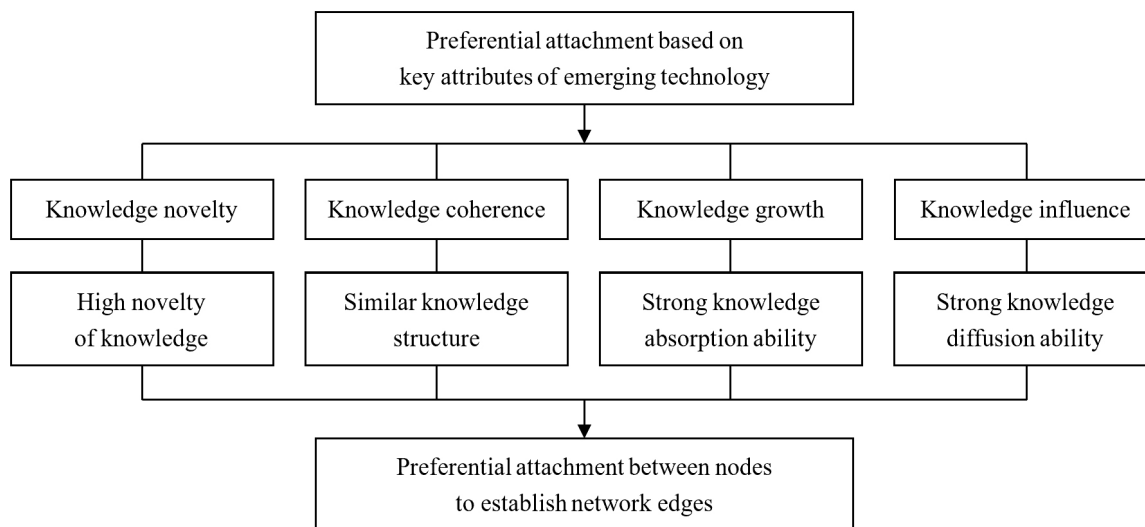 Preferential attachment based on
key attributes of emerging technology
Knowledge novelty
Knowledge coherence
Knowledge growth
Knowledge influence
High novelty
of knowledge
Similar knowledge
structure
Strong knowledge
absorption ability
Strong knowledge
diffusion ability
Preferential attachment between nodes
to establish network edges